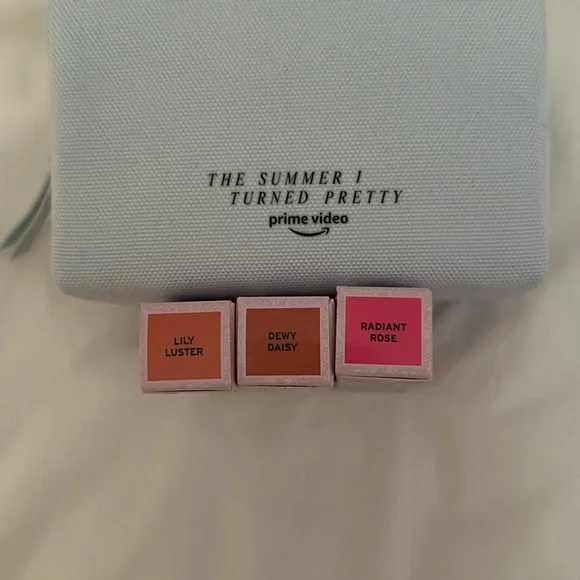 THE SUMMER I
TURNED PRETTY
prime video
LILY
LUSTER
DEWY
DAISY
RADIANT
ROSE